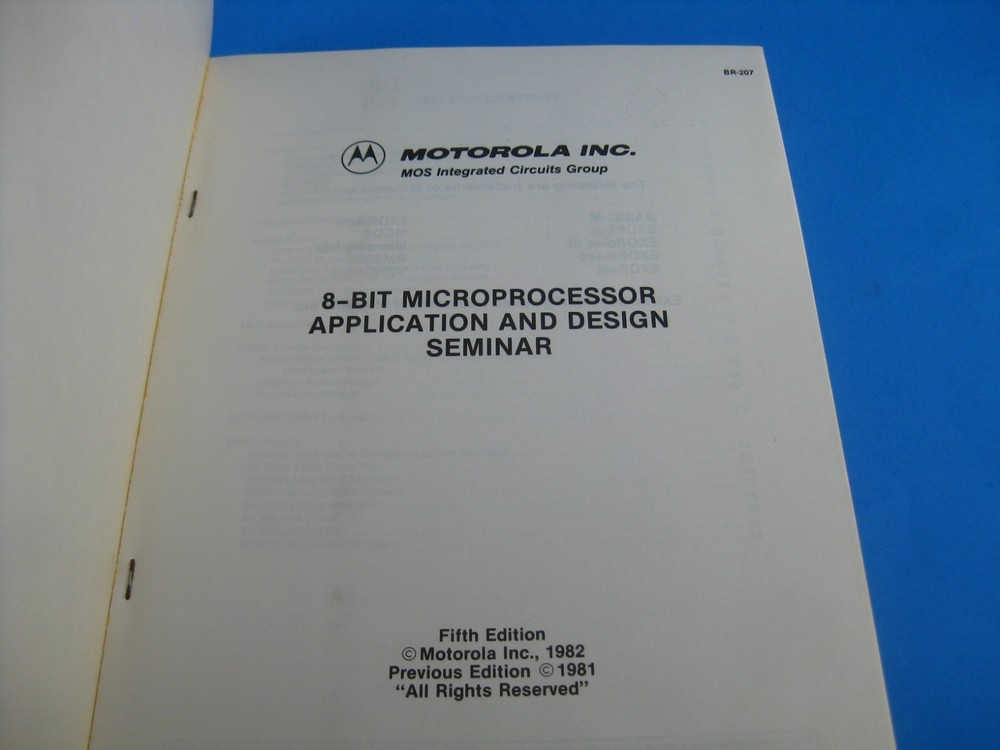 BR-207
MOTOROLA INC.
MOS Integrated Circuits Group
8-BIT MICROPROCESSOR
APPLICATION AND DESIGN
SEMINAR
Fifth Edition
© Motorola Inc., 1982
Previous Edition © 1981
“All Rights Reserved”